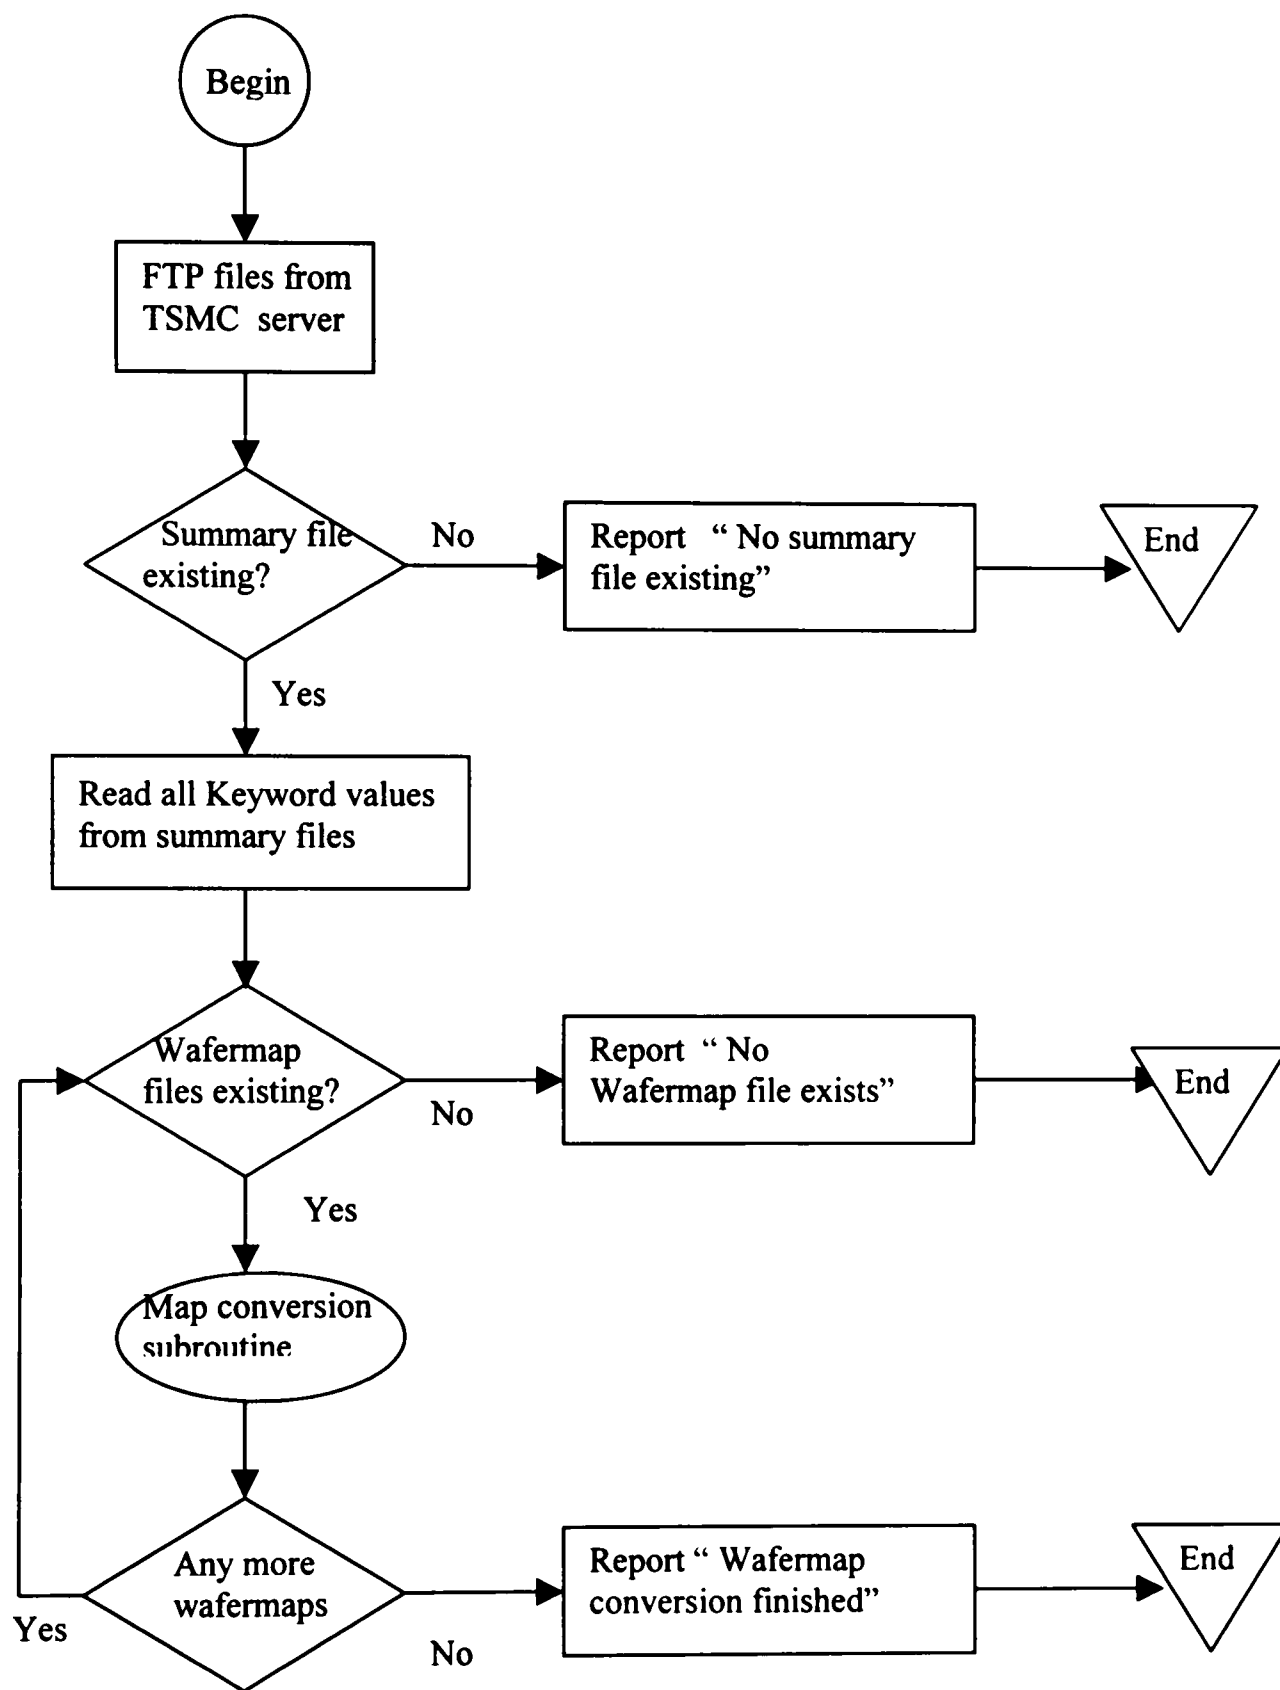 Begin
FTP files from
TSMC server
Summary file
existing?
No
Report “ No summary
file existing”
End
Yes
Read all Keyword values
from summary files
Wafermap
files existing?
No
Report “ No
Wafermap file exists”
End
Yes
Map conversion
subroutine
Any more
wafermaps
Yes
No
Report “ Wafermap
conversion finished”
End